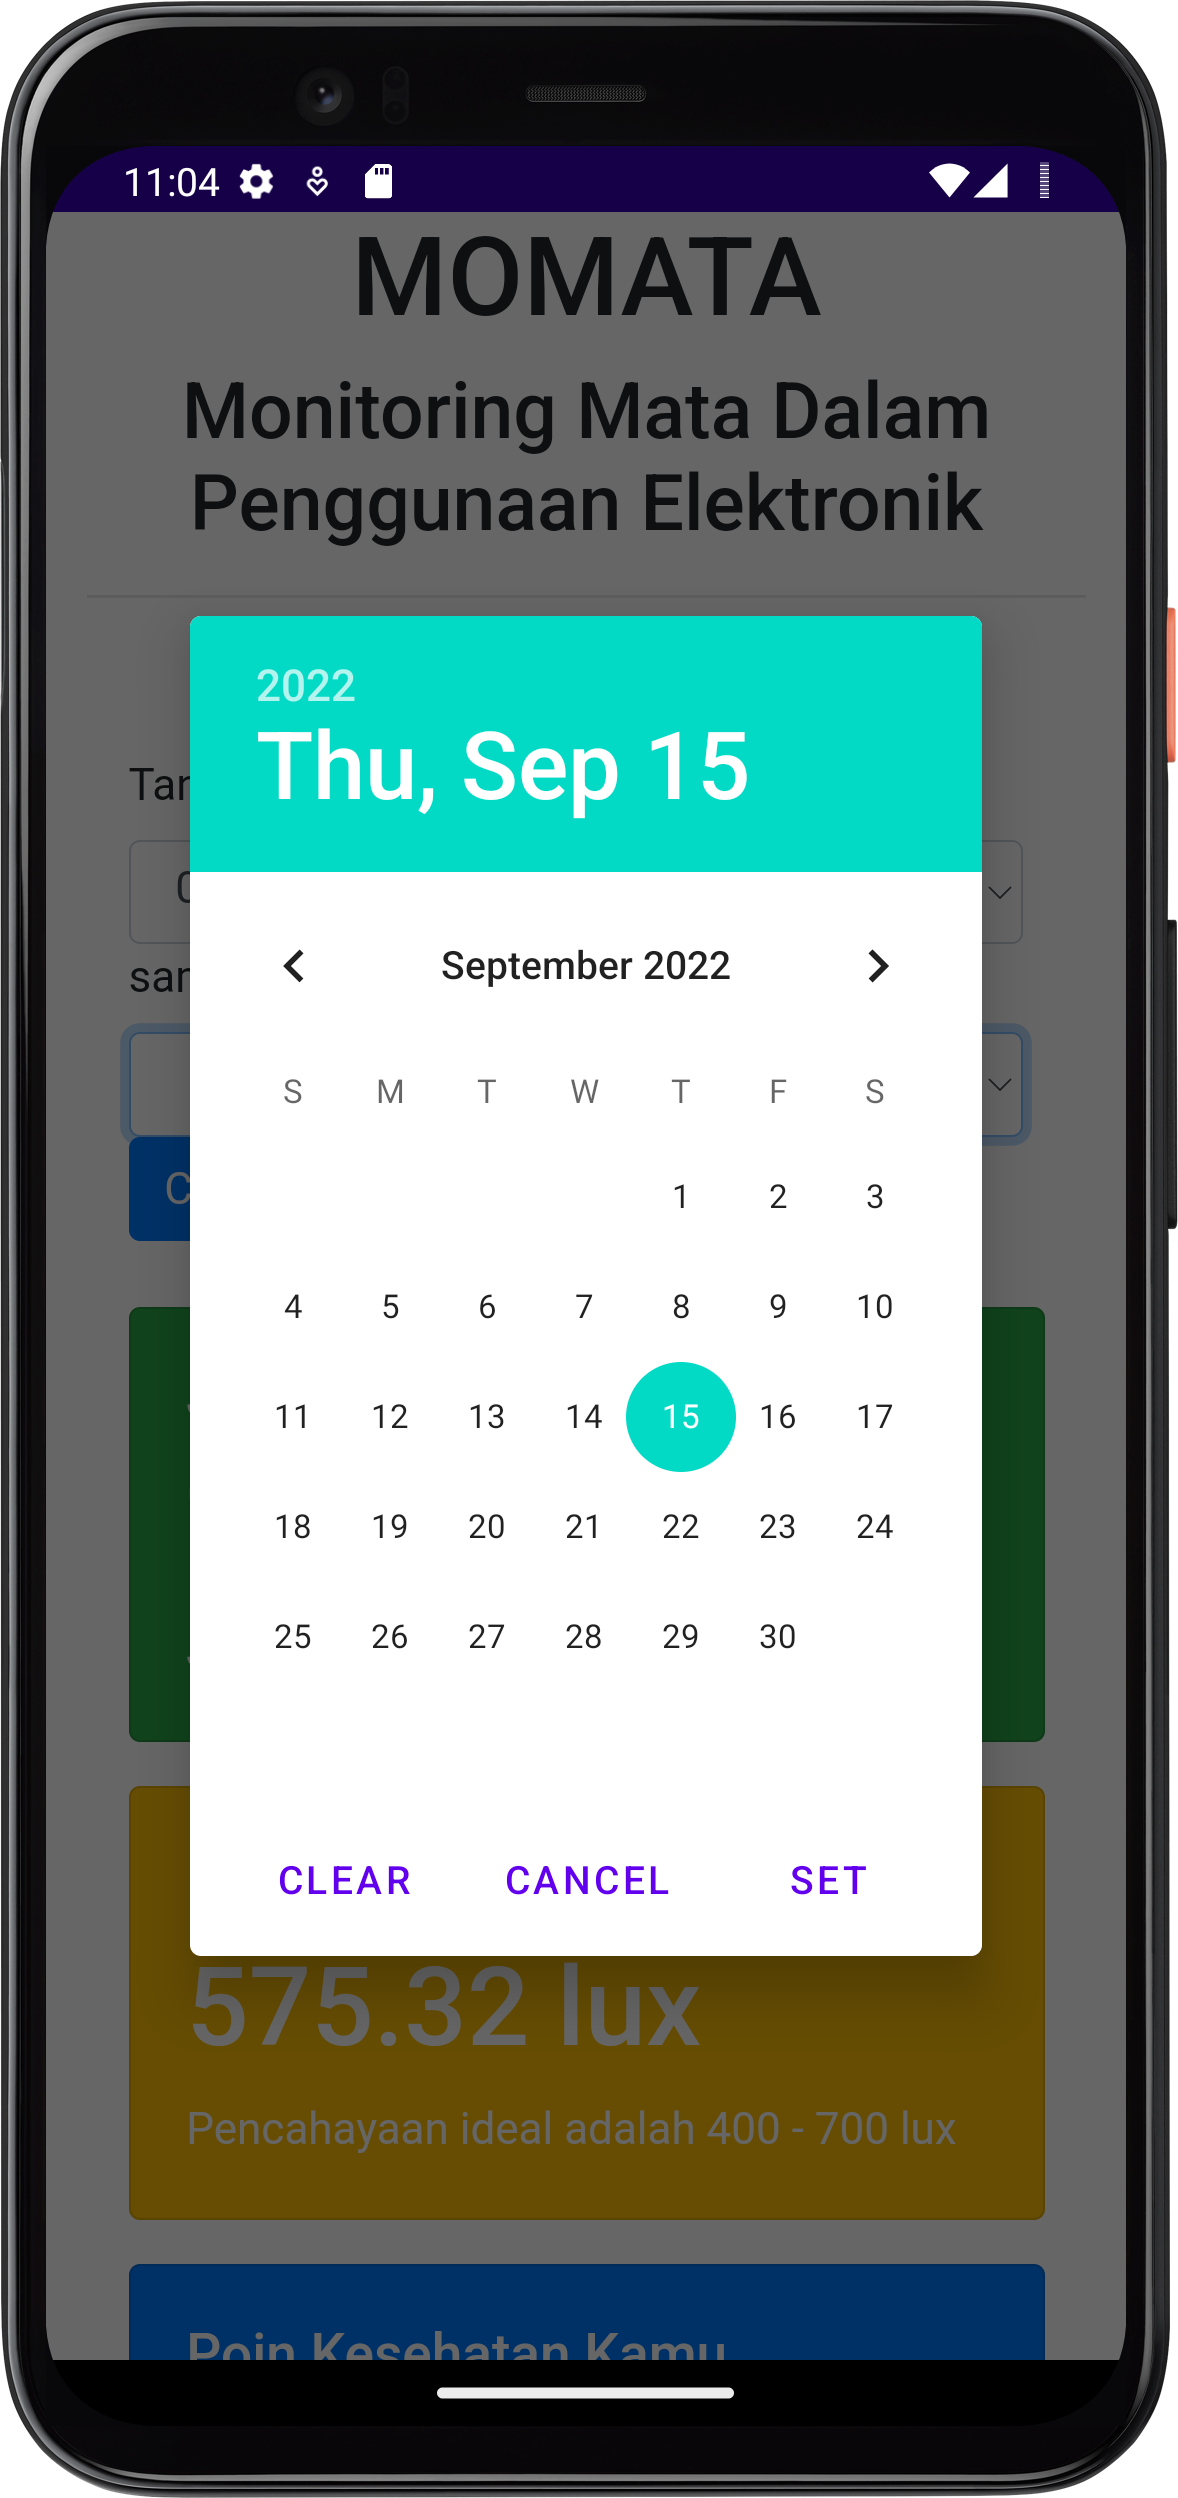 11:04
MOMATA
Monitoring Mata Dalam
Penggunaan Elektronik
2022
Thu, Sep 15
September 2022
S M T W T F S
1 2 3
4 5 6 7 8 9 10
11 12 13 14 15 16 17
18 19 20 21 22 23 24
25 26 27 28 29 30
CLEAR CANCEL SET
575.32 lux
Pencahayaan ideal adalah 400 - 700 lux
Poin Kesehatan Kamu